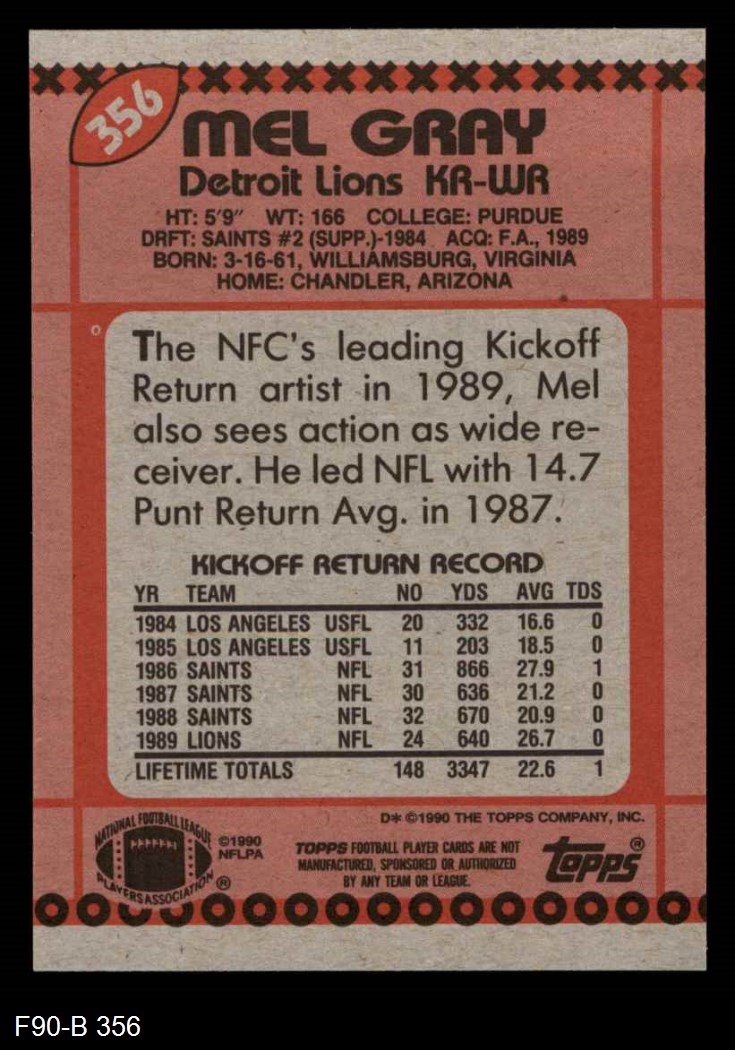 356
MEL GRAY
Detroit Lions KR-WR
HT: 5'9" WT: 166 COLLEGE: PURDUE
DRFT: SAINTS #2 (SUPP.)-1984 ACQ: F.A., 1989
BORN: 3-16-61, WILLIAMSBURG, VIRGINIA
HOME: CHANDLER, ARIZONA
The NFC's leading Kickoff
Return artist in 1989, Mel
also sees action as wide re-
ceiver. He led NFL with 14.7
Punt Return Avg. in 1987.
KICKOFF RETURN RECORD
YR TEAM NO YDS AVG TDS
1984 LOS ANGELES USFL 20 332 16.6 0
1985 LOS ANGELES USFL 11 203 18.5 0
1986 SAINTS NFL 31 866 27.9 1
1987 SAINTS NFL 30 636 21.2 0
1988 SAINTS NFL 32 670 20.9 0
1989 LIONS NFL 24 640 26.7 0
LIFETIME TOTALS 148 3347 22.6 1
D* ©1990 THE TOPPS COMPANY, INC.
NATIONAL FOOTBALL LEAGUE
PLAYERS ASSOCIATION ®
©1990
NFLPA
TOPPS FOOTBALL PLAYER CARDS ARE NOT
MANUFACTURED, SPONSORED OR AUTHORIZED
BY ANY TEAM OR LEAGUE.
topps®
F90-B 356